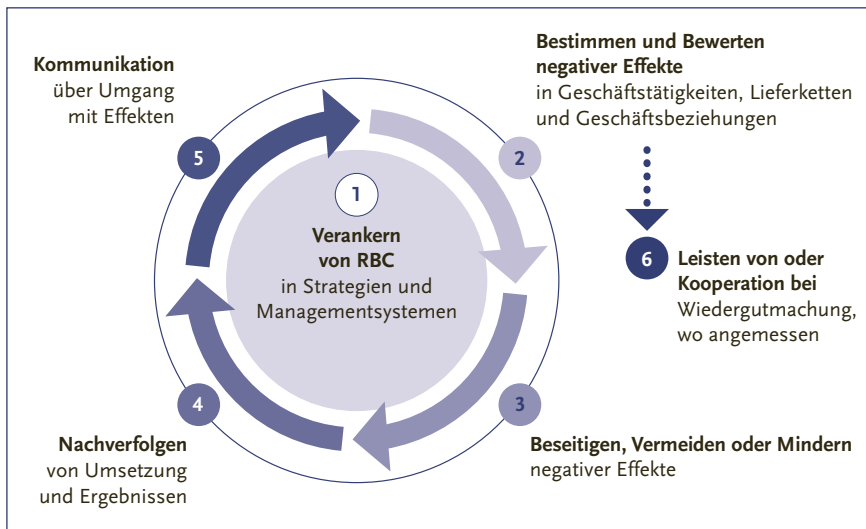 1
Verankern
von RBC
in Strategien und
Managementsystemen
2
Bestimmen und Bewerten
negativer Effekte
in Geschäftstätigkeiten, Lieferketten
und Geschäftsbeziehungen
3
Beseitigen, Vermeiden oder Mindern
negativer Effekte
4
Nachverfolgen
von Umsetzung
und Ergebnissen
5
Kommunikation
über Umgang
mit Effekten
6
Leisten von oder
Kooperation bei
Wiedergutmachung,
wo angemessen